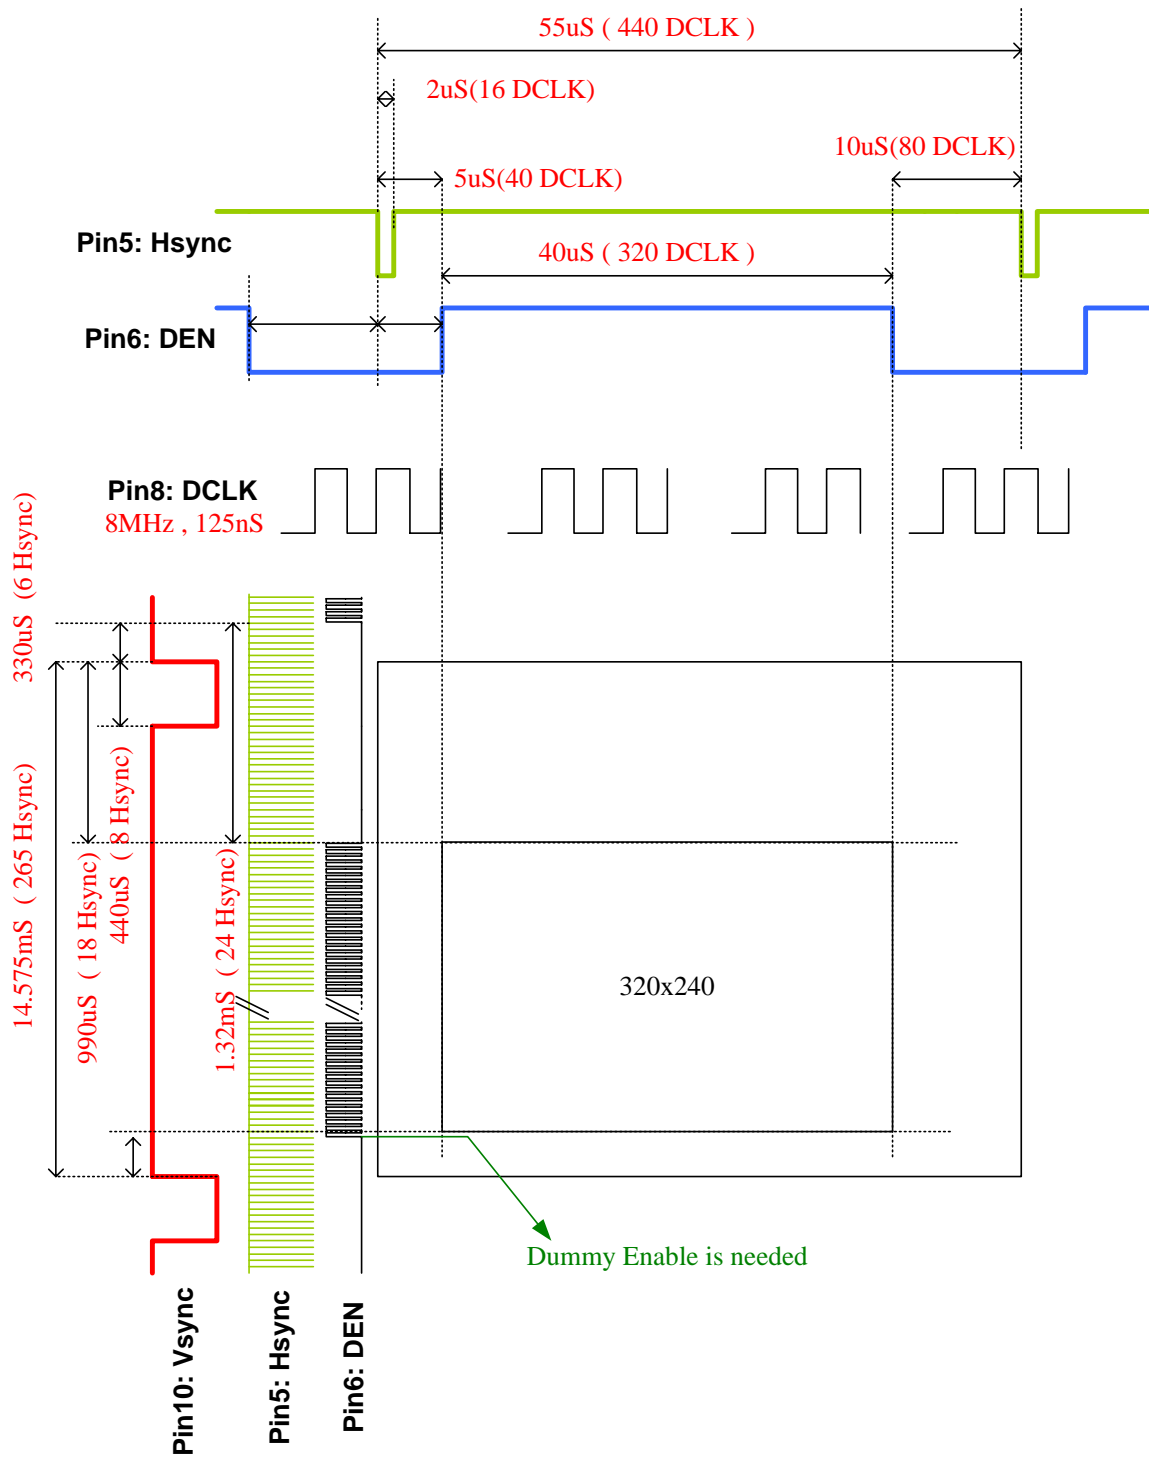 55uS ( 440 DCLK )
2uS(16 DCLK)
10uS(80 DCLK)
5uS(40 DCLK)
Pin5: Hsync
40uS ( 320 DCLK )
Pin6: DEN
Pin8: DCLK
8MHz , 125nS
330uS (6 Hsync)
14.575mS ( 265 Hsync)
990uS ( 18 Hsync)
440uS ( 8 Hsync)
1.32mS ( 24 Hsync)
320x240
Dummy Enable is needed
Pin10: Vsync
Pin5: Hsync
Pin6: DEN